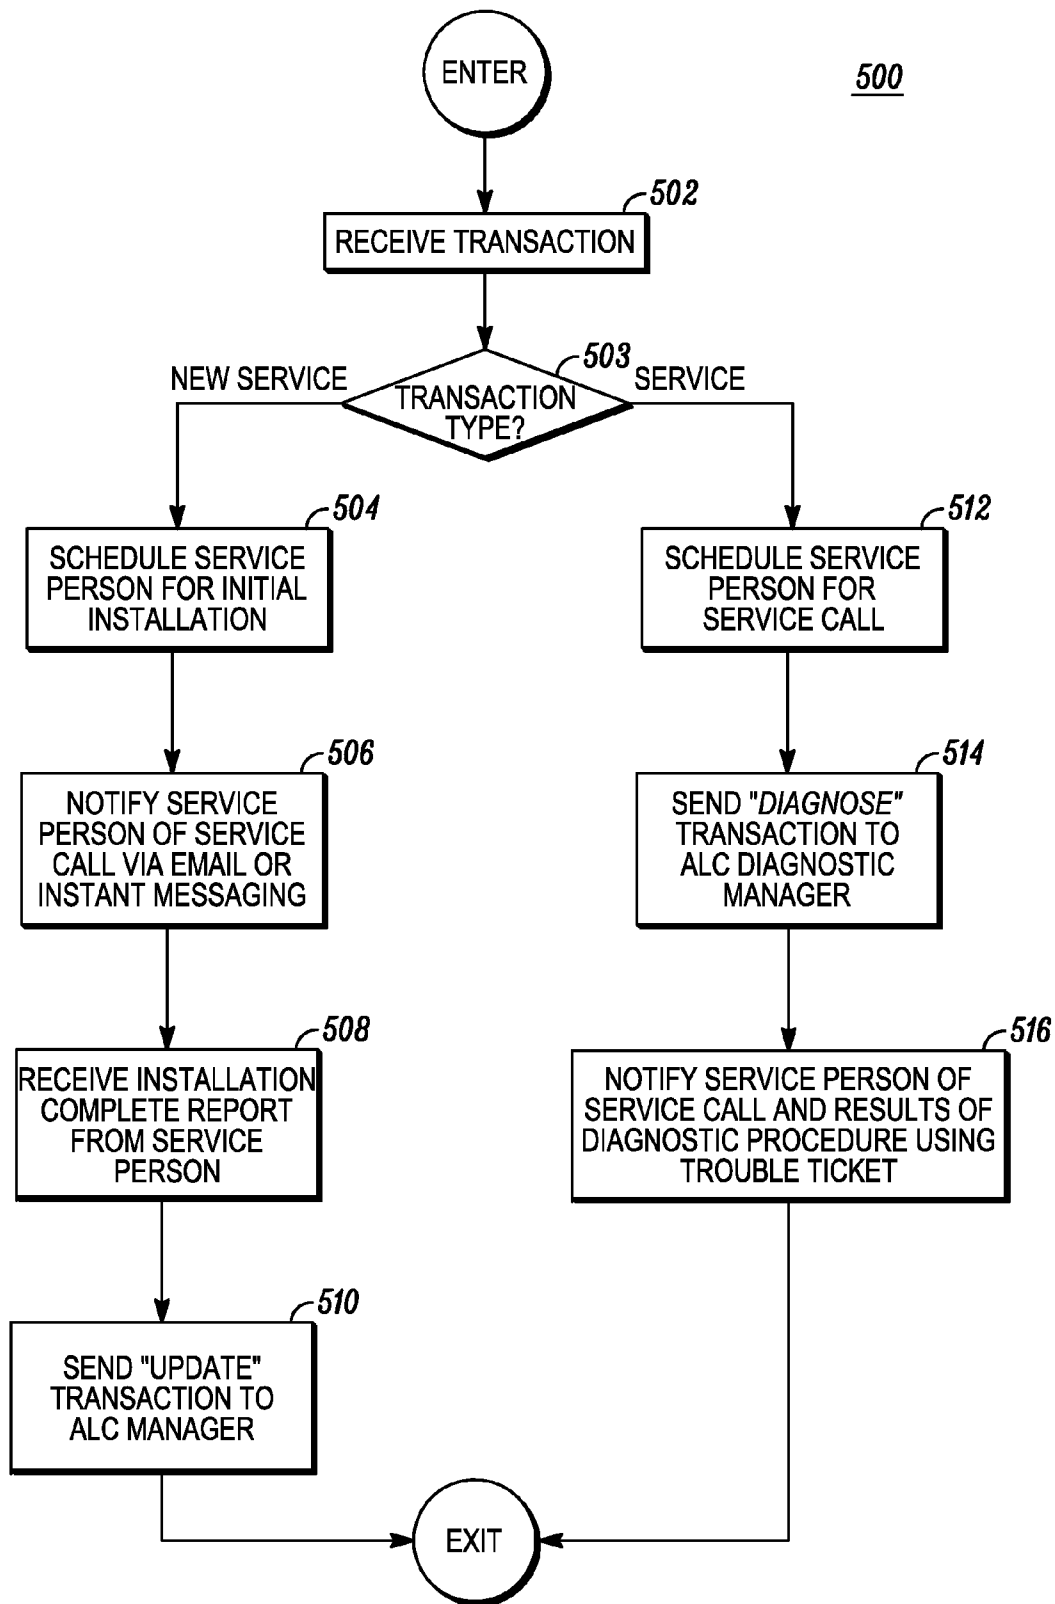 ENTER
500
502
RECEIVE TRANSACTION
503
NEW SERVICE
SERVICE
TRANSACTION
TYPE?
504
SCHEDULE SERVICE
PERSON FOR INITIAL
INSTALLATION
512
SCHEDULE SERVICE
PERSON FOR
SERVICE CALL
506
NOTIFY SERVICE
PERSON OF SERVICE
CALL VIA EMAIL OR
INSTANT MESSAGING
514
SEND "DIAGNOSE"
TRANSACTION TO
ALC DIAGNOSTIC
MANAGER
508
RECEIVE INSTALLATION
COMPLETE REPORT
FROM SERVICE
PERSON
516
NOTIFY SERVICE PERSON OF
SERVICE CALL AND RESULTS OF
DIAGNOSTIC PROCEDURE USING
TROUBLE TICKET
510
SEND "UPDATE"
TRANSACTION TO
ALC MANAGER
EXIT